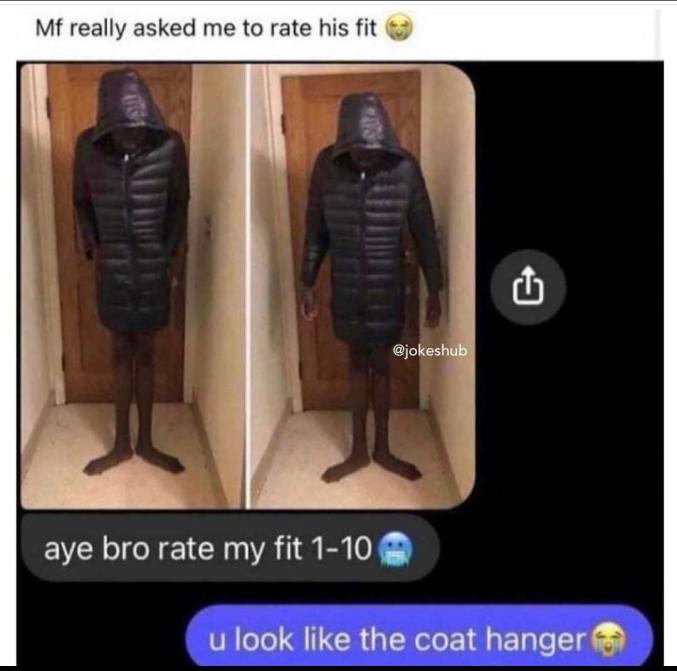 Mf really asked me to rate his fit 😭
@jokeshub
aye bro rate my fit 1-10🥶
u look like the coat hanger😭